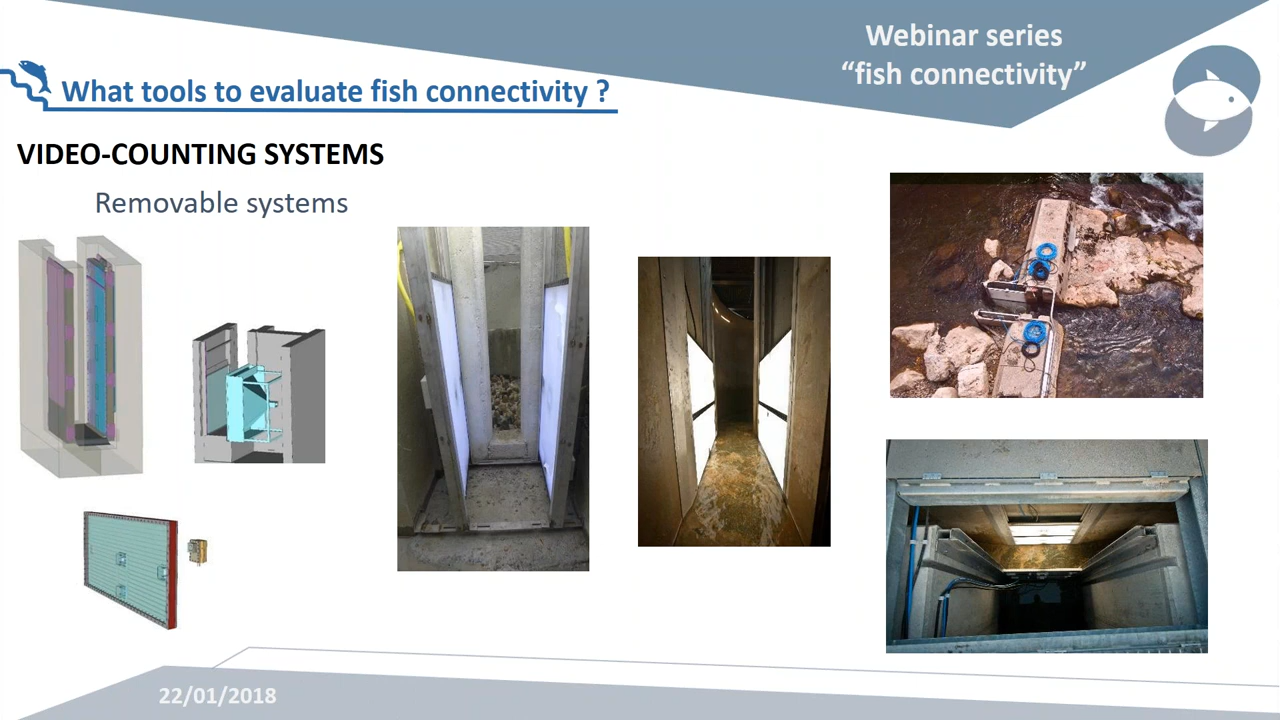 Webinar series
“fish connectivity”
What tools to evaluate fish connectivity ?
VIDEO-COUNTING SYSTEMS
Removable systems
22/01/2018